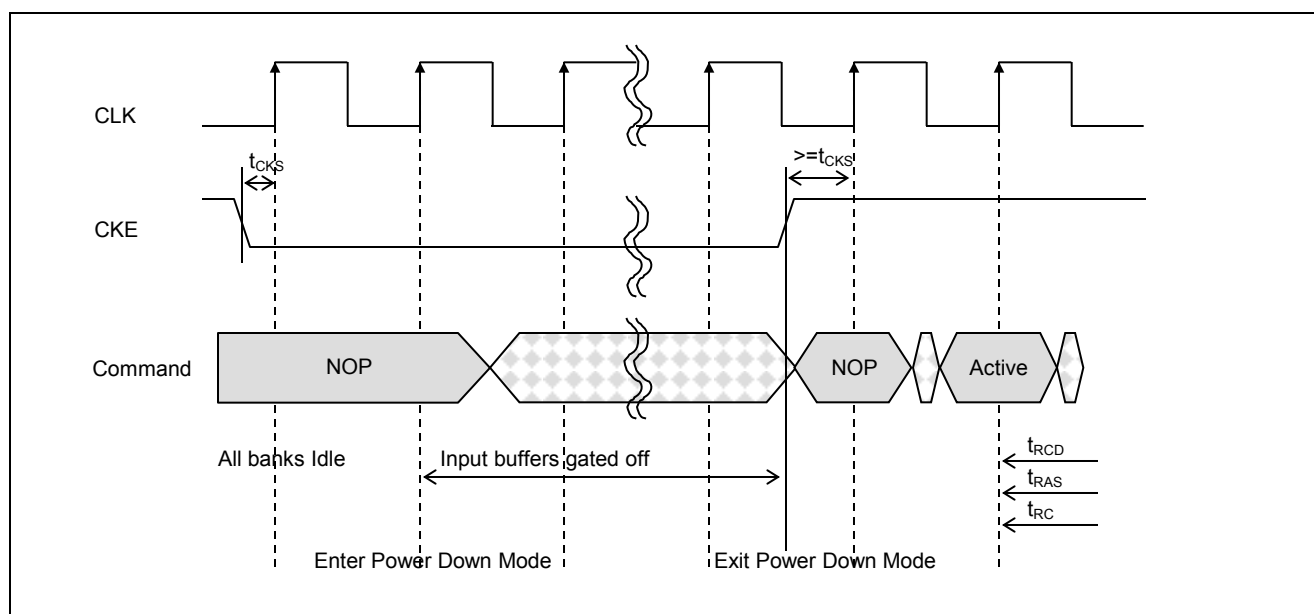 CLK
tCKS
>=tCKS
CKE
Command
NOP
NOP
Active
All banks Idle
Input buffers gated off
tRCD
tRAS
tRC
Enter Power Down Mode
Exit Power Down Mode